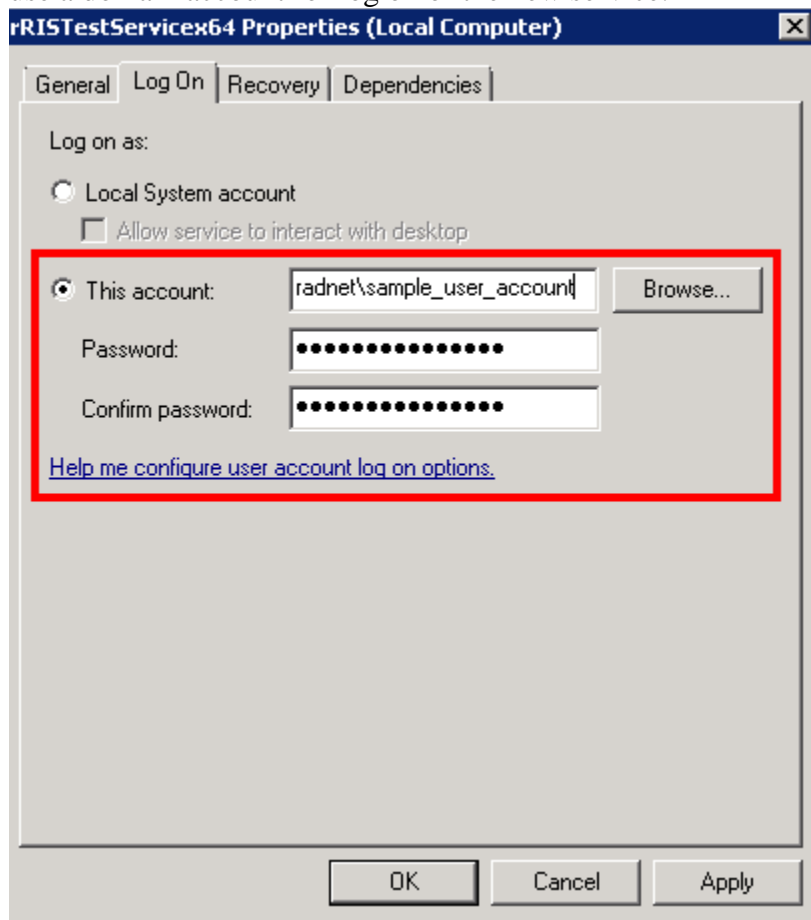 rRISTestServicex64 Properties (Local Computer)
General Log On Recovery Dependencies
Log on as:
Local System account
Allow service to interact with desktop
This account: radnet\sample_user_account Browse...
Password: •••••••••••••••
Confirm password: •••••••••••••••
Help me configure user account log on options.
OK Cancel Apply